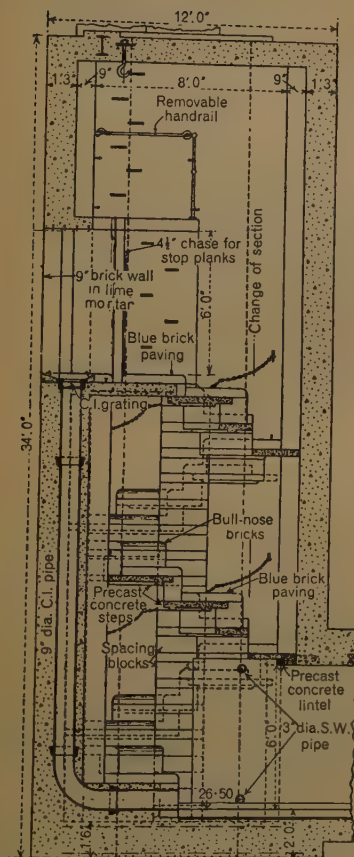 12'.0"
1'.3"
9"
8'.0"
9"
1'.3"
Removable
handrail
4½" chase for
stop planks
9" brick wall
in lime
mortar
6'.0"
Change of section
Blue brick
paving
I.grating
34'.0"
Bull-nose
bricks
9" dia. C.I. pipe
Precast
concrete
steps
Blue brick
paving
Spacing
blocks
Precast
concrete
lintel
3" dia. S.W.
pipe
6'.0"
26·50
1'.6"
2'.0"